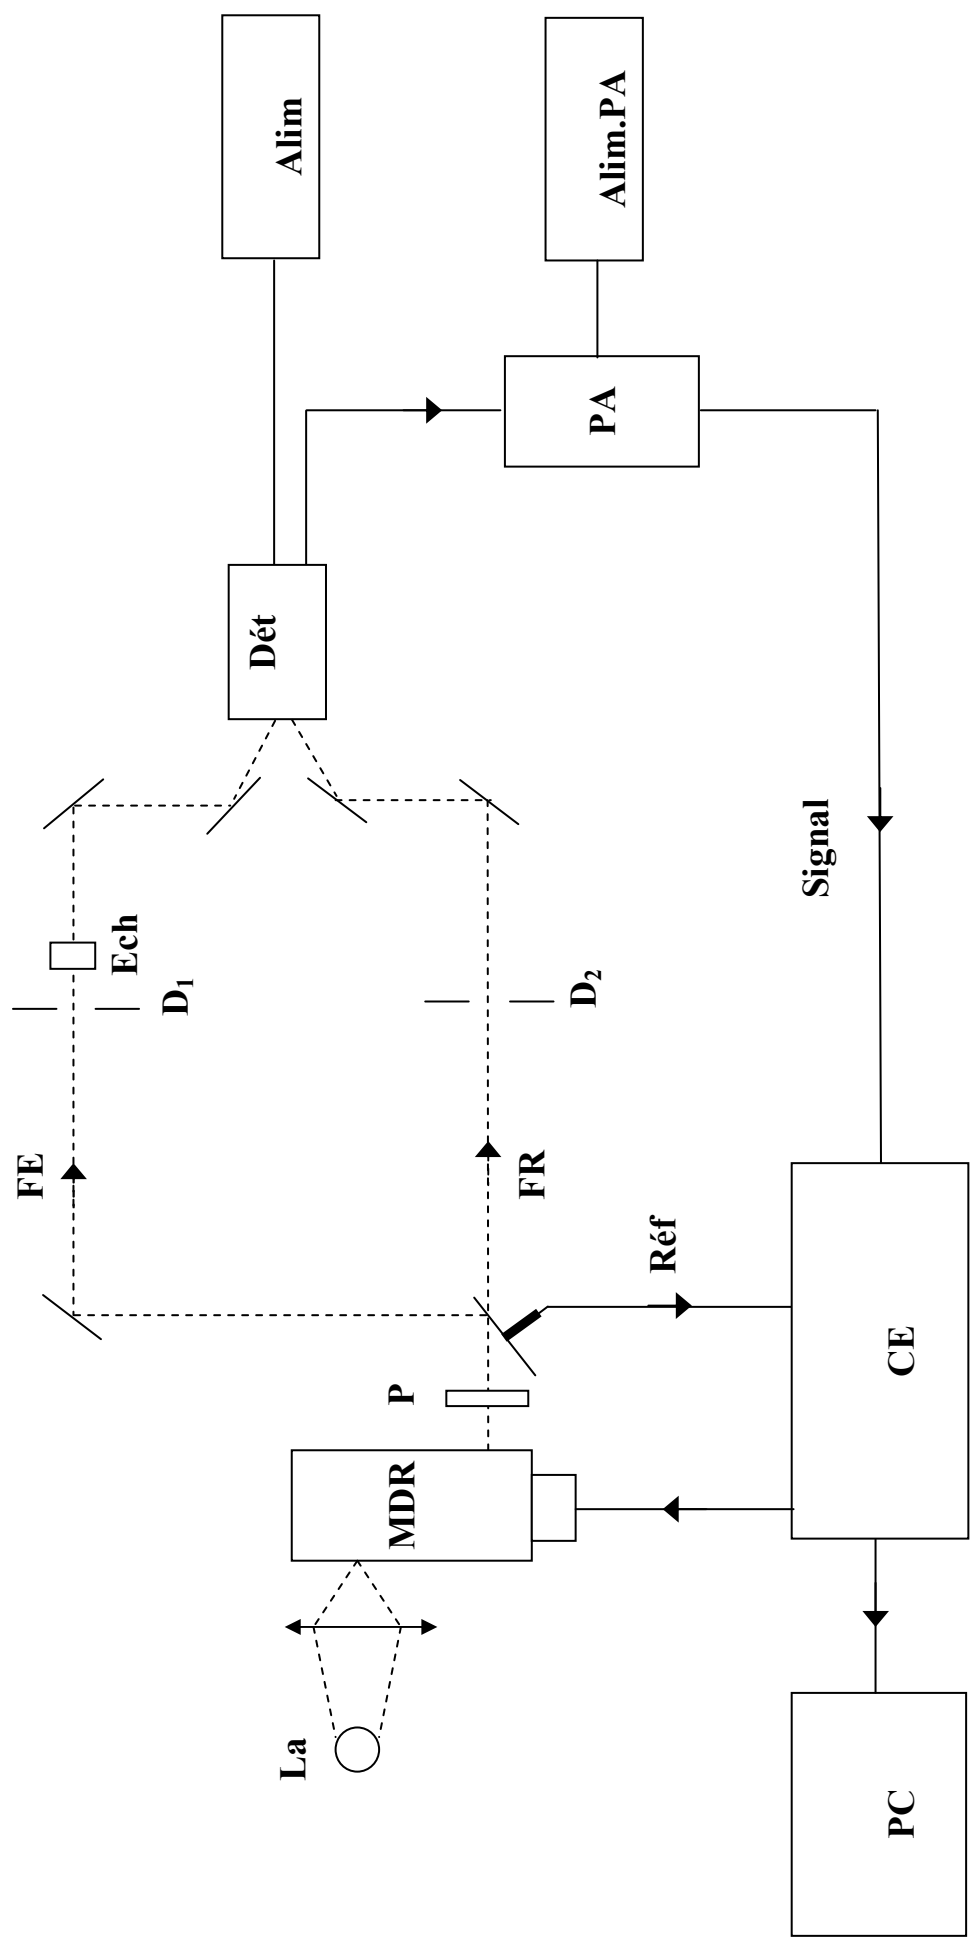 La
MDR
P
FE
FR
D₁
D₂
Ech
Dét
Alim
Alim.PA
PA
Signal
Réf
CE
PC